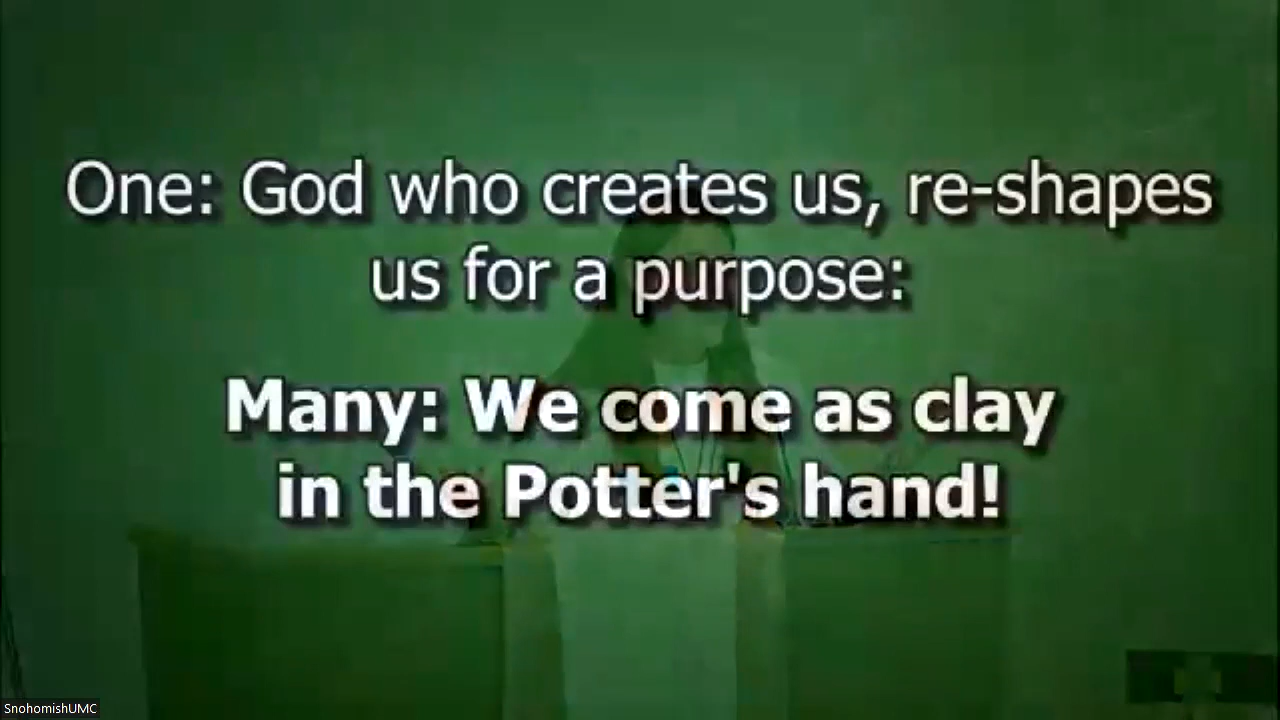 One: God who creates us, re-shapes
us for a purpose:
Many: We come as clay
in the Potter's hand!
SnohomishUMC